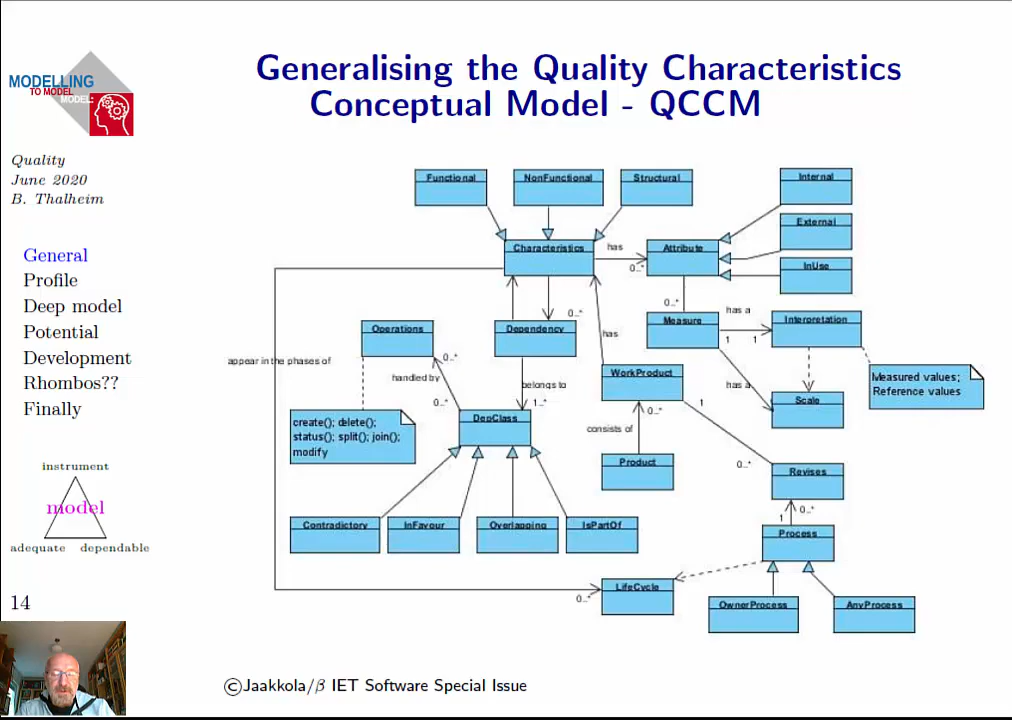 Generalising the Quality Characteristics
Conceptual Model - QCCM
MODELLING
TO MODEL
MODEL:
Quality
June 2020
B. Thalheim
General
Profile
Deep model
Potential
Development
Rhombos??
Finally
instrument
model
adequate dependable
14
Functional
NonFunctional
Structural
Internal
External
InUse
Characteristics
has
0..*
Attribute
0..*
Measure
has a
1 1
Interpretation
has a
Scale
Measured values;
Reference values
Operations
Dependency
0..*
has
appear in the phases of
0..*
handled by
0..*
belongs to
1..*
WorkProduct
1
0..*
create(); delete();
status(); split(); join();
modify
DepClass
consists of
Product
0..*
Revises
1
0..*
Contradictory
InFavour
Overlapping
IsPartOf
Process
LifeCycle
0..*
OwnerProcess
AnyProcess
©Jaakkola/β IET Software Special Issue